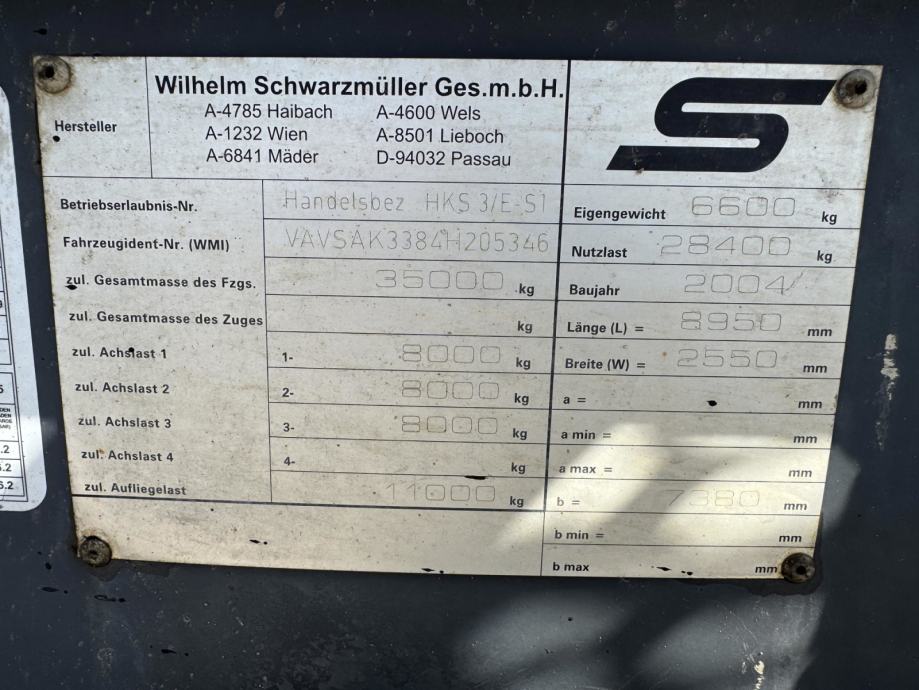 Hersteller
Wilhelm Schwarzmüller Ges.m.b.H.
A-4785 Haibach A-4600 Wels
A-1232 Wien A-8501 Lieboch
A-6841 Mäder D-94032 Passau
Betriebserlaubnis-Nr. Handelsbez HKS 3/E-S1
Fahrzeugident-Nr. (WMI) VAVSAK3384H205346
zul. Gesamtmasse des Fzgs. 35000 kg
zul. Gesamtmasse des Zuges kg
zul. Achslast 1 1- 8000 kg
zul. Achslast 2 2- 8000 kg
zul. Achslast 3 3- 8000 kg
zul. Achslast 4 4- kg
zul. Aufliegelast 11000 kg
Eigengewicht 6600 kg
Nutzlast 28400 kg
Baujahr 2004
Länge (L) = 8950 mm
Breite (W) = 2550 mm
a = mm
a min = mm
a max = mm
b = 7380 mm
b min = mm
b max mm